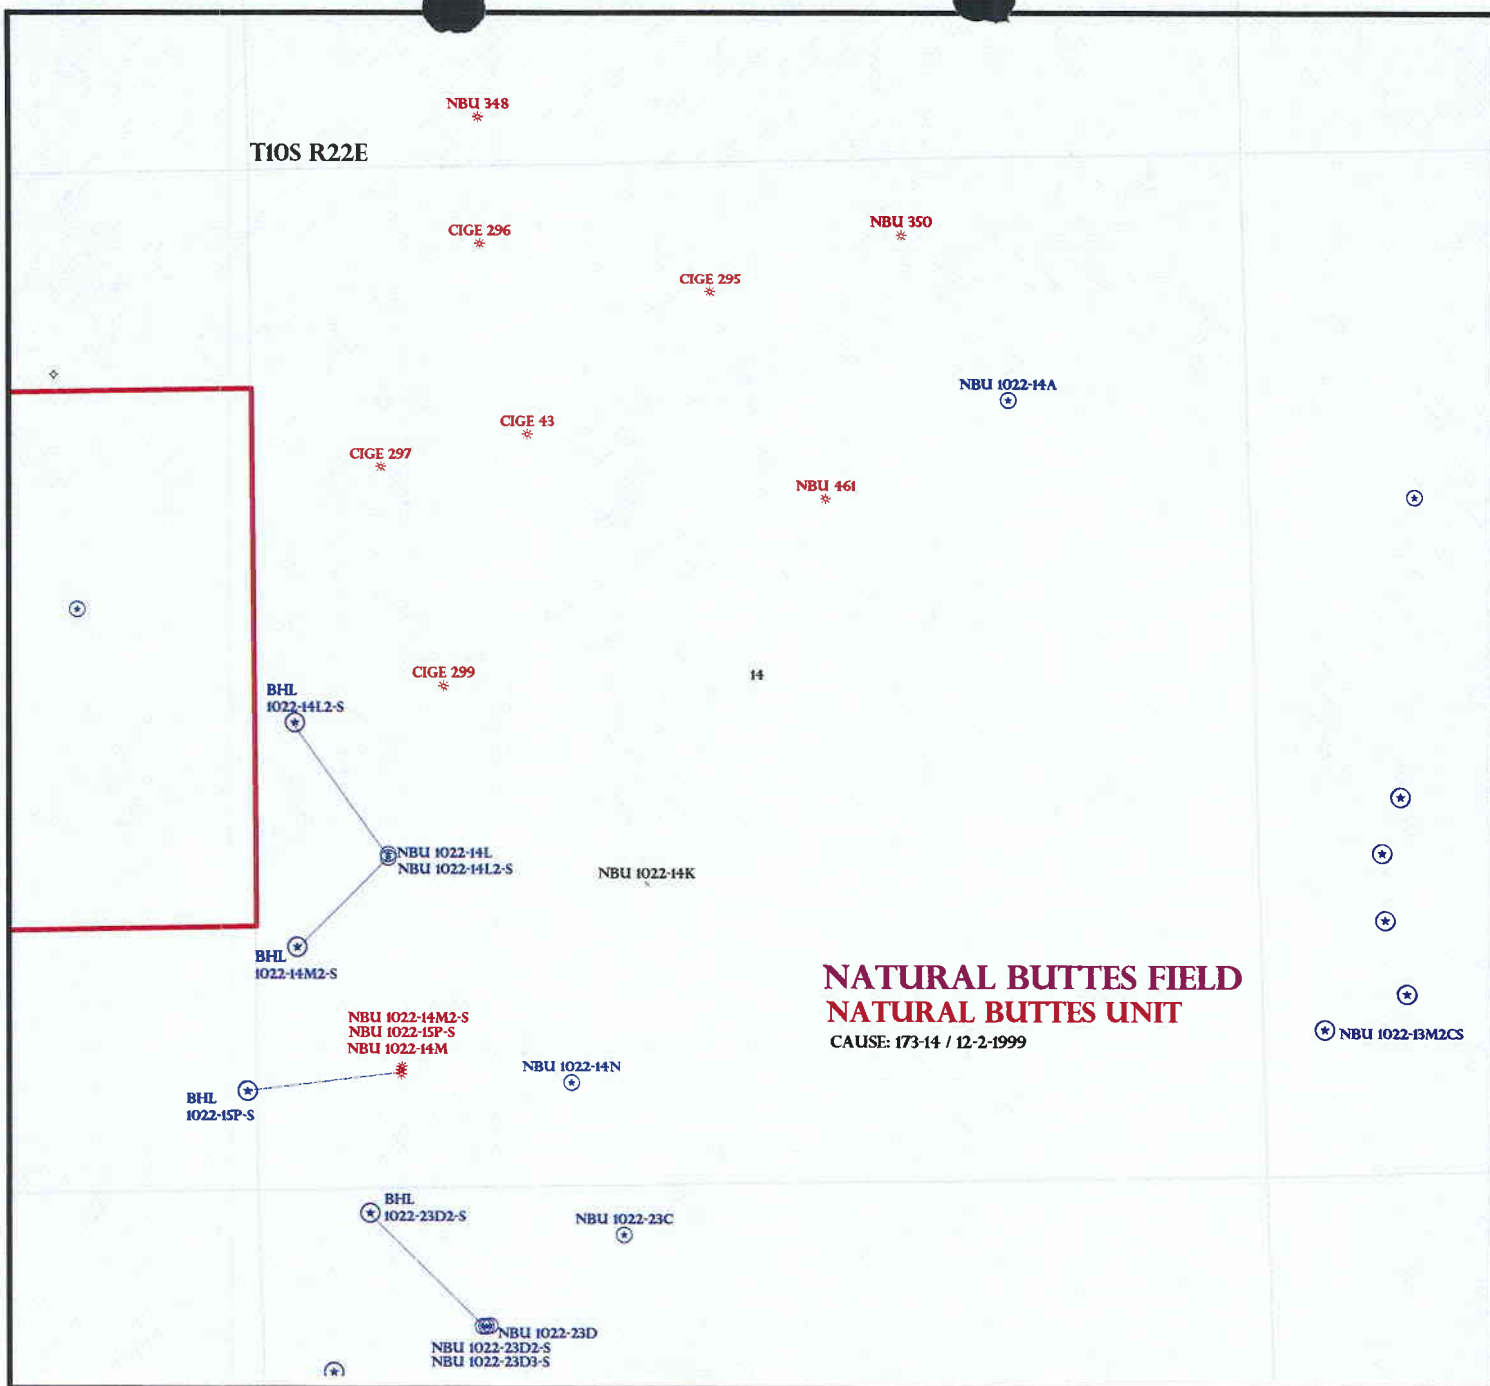 NBU 348
T10S R22E
NBU 350
CIGE 296
CIGE 295
NBU 1022-14A
CIGE 43
CIGE 297
NBU 461
CIGE 299
14
BHL
1022-14L2-S
NBU 1022-14L
NBU 1022-14L2-S
NBU 1022-14K
BHL
1022-14M2-S
NATURAL BUTTES FIELD
NATURAL BUTTES UNIT
CAUSE: 173-14 / 12-2-1999
NBU 1022-14M2-S
NBU 1022-15P-S
NBU 1022-14M
NBU 1022-13M2CS
NBU 1022-14N
BHL
1022-15P-S
BHL
1022-23D2-S
NBU 1022-23C
NBU 1022-23D
NBU 1022-23D2-S
NBU 1022-23D3-S